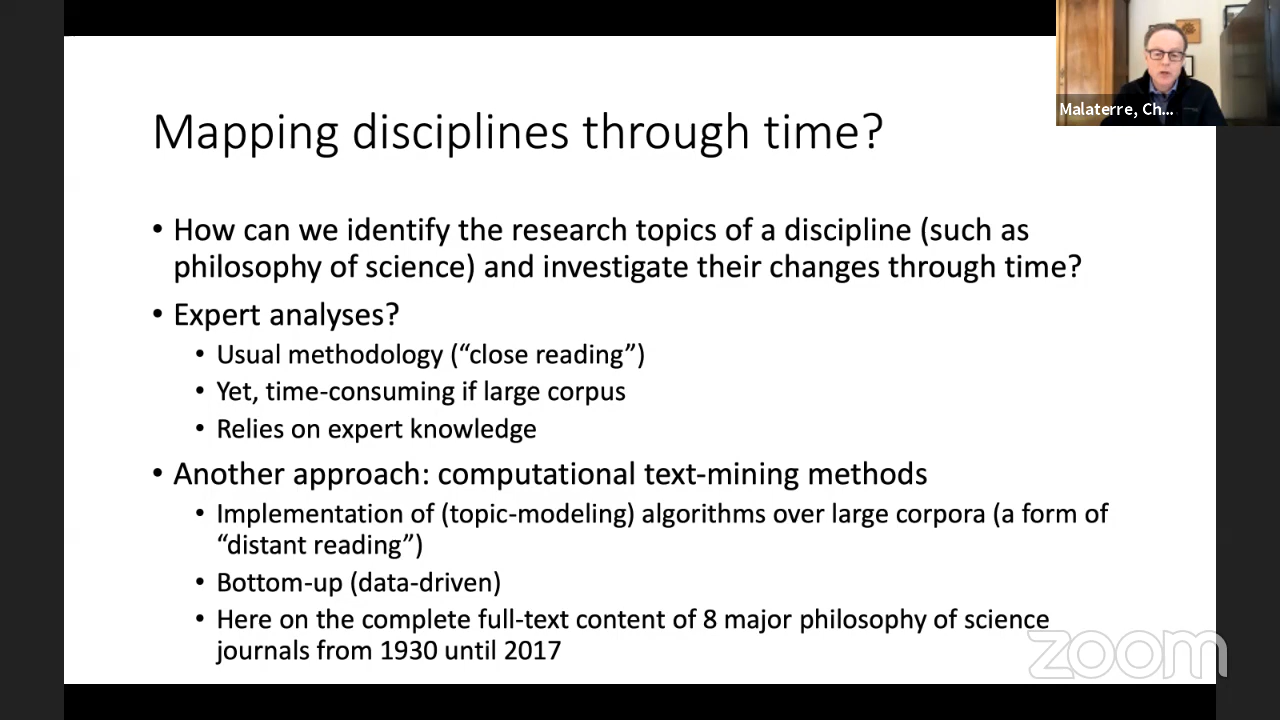 Malaterre, Ch...
Mapping disciplines through time?
• How can we identify the research topics of a discipline (such as
philosophy of science) and investigate their changes through time?
• Expert analyses?
• Usual methodology (“close reading”)
• Yet, time-consuming if large corpus
• Relies on expert knowledge
• Another approach: computational text-mining methods
• Implementation of (topic-modeling) algorithms over large corpora (a form of
“distant reading”)
• Bottom-up (data-driven)
• Here on the complete full-text content of 8 major philosophy of science
journals from 1930 until 2017
zoom